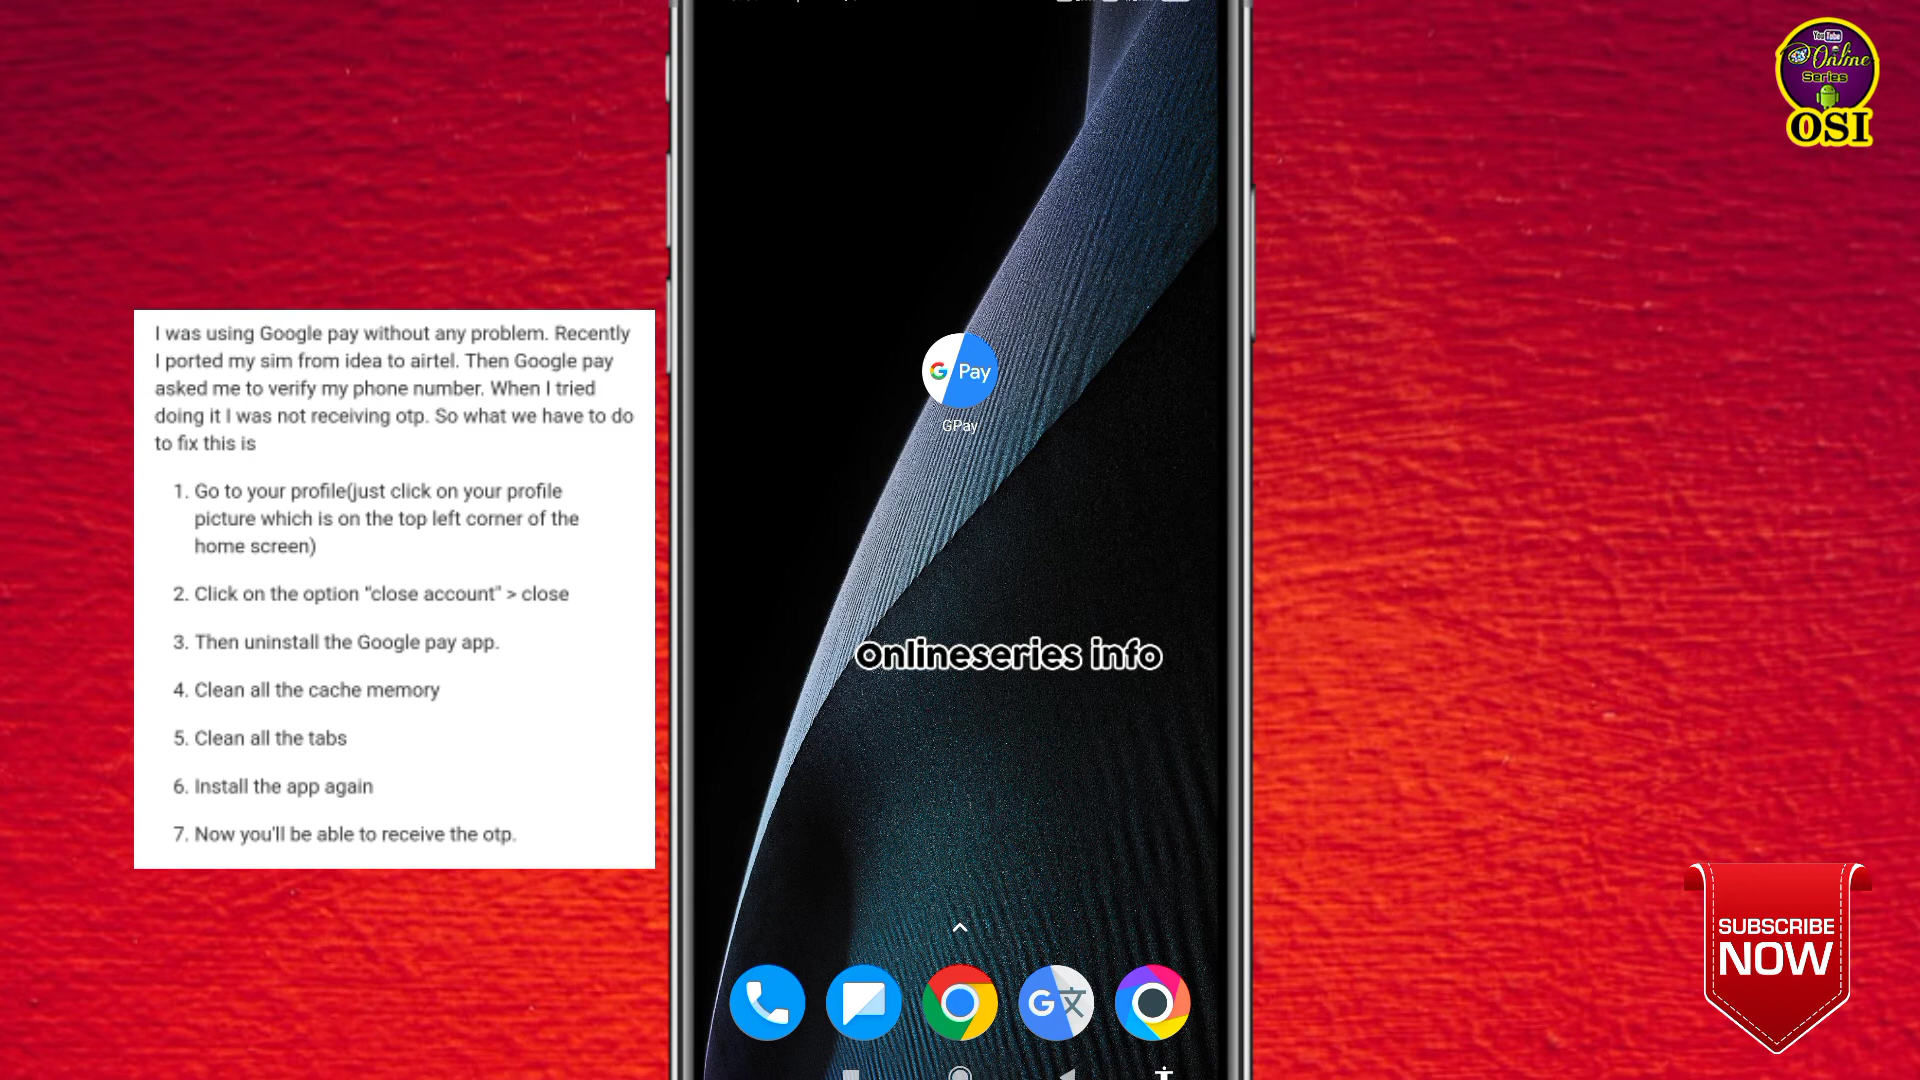 YouTube
Online
Series
OSI
I was using Google pay without any problem. Recently
I ported my sim from idea to airtel. Then Google pay
asked me to verify my phone number. When I tried
doing it I was not receiving otp. So what we have to do
to fix this is
1. Go to your profile(just click on your profile
picture which is on the top left corner of the
home screen)
2. Click on the option "close account" > close
3. Then uninstall the Google pay app.
4. Clean all the cache memory
5. Clean all the tabs
6. Install the app again
7. Now you'll be able to receive the otp.
G Pay
GPay
Onlineseries info
G文
SUBSCRIBE
NOW